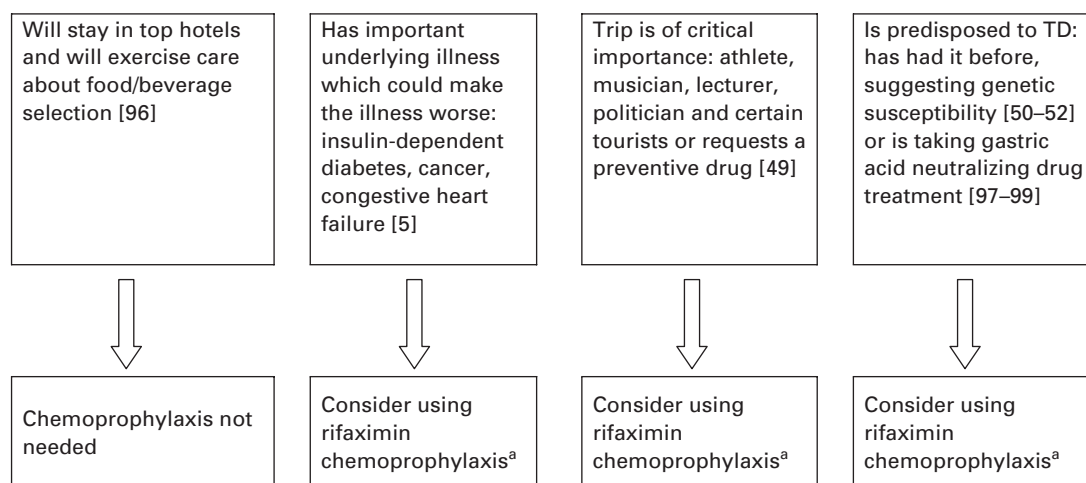 Will stay in top hotels
and will exercise care
about food/beverage
selection [96]
Has important
underlying illness
which could make
the illness worse:
insulin-dependent
diabetes, cancer,
congestive heart
failure [5]
Trip is of critical
importance: athlete,
musician, lecturer,
politician and certain
tourists or requests a
preventive drug [49]
Is predisposed to TD:
has had it before,
suggesting genetic
susceptibility [50–52]
or is taking gastric
acid neutralizing drug
treatment [97–99]
Chemoprophylaxis not
needed
Consider using
rifaximin
chemoprophylaxisᵃ
Consider using
rifaximin
chemoprophylaxisᵃ
Consider using
rifaximin
chemoprophylaxisᵃ